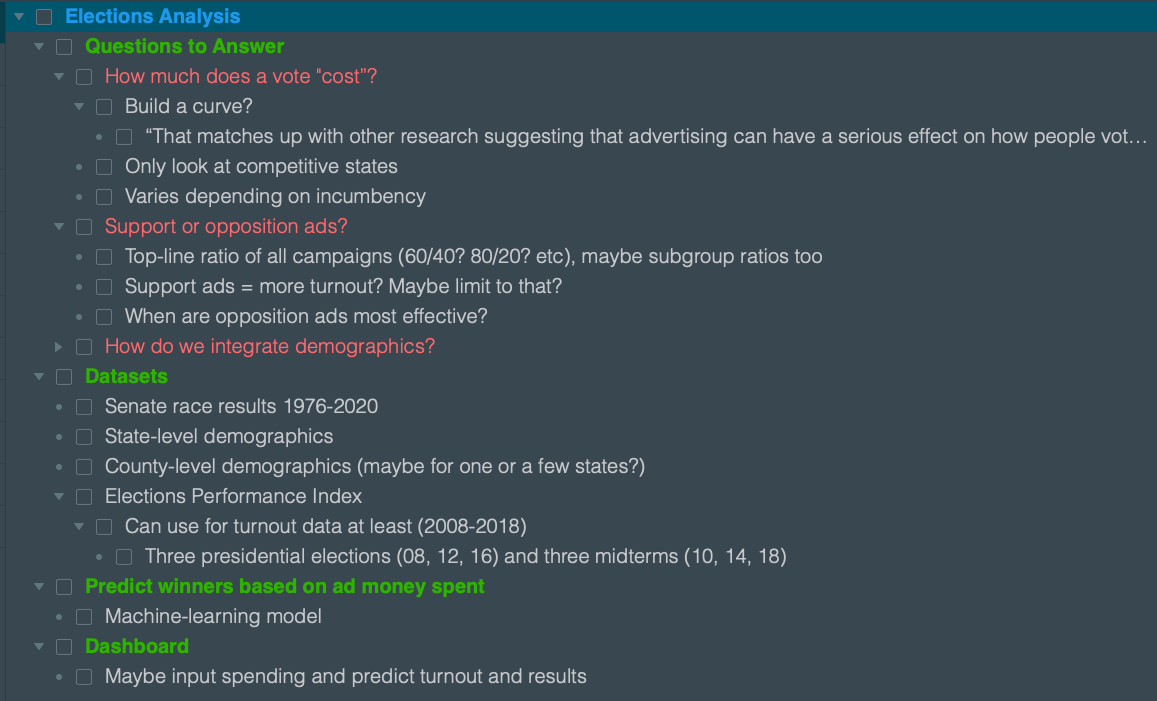 Elections Analysis
Questions to Answer
How much does a vote "cost”?
Build a curve?
“That matches up with other research suggesting that advertising can have a serious effect on how people vot…
Only look at competitive states
Varies depending on incumbency
Support or opposition ads?
Top-line ratio of all campaigns (60/40? 80/20? etc), maybe subgroup ratios too
Support ads = more turnout? Maybe limit to that?
When are opposition ads most effective?
How do we integrate demographics?
Datasets
Senate race results 1976-2020
State-level demographics
County-level demographics (maybe for one or a few states?)
Elections Performance Index
Can use for turnout data at least (2008-2018)
Three presidential elections (08, 12, 16) and three midterms (10, 14, 18)
Predict winners based on ad money spent
Machine-learning model
Dashboard
Maybe input spending and predict turnout and results